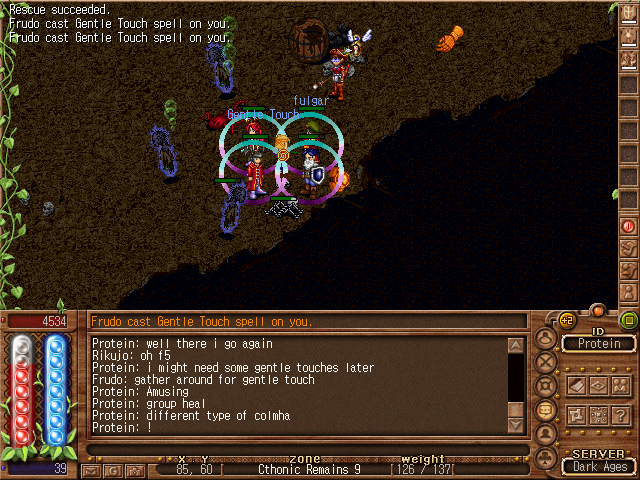 Rescue succeeded.
Frudo cast Gentle Touch spell on you.
Frudo cast Gentle Touch spell on you.
fulgar
Gentle Touch
4534
Frudo cast Gentle Touch spell on you.
+2
ID
Protein
Protein: well there i go again
Rikujo: oh f5
Protein: i might need some gentle touches later
Frudo: gather around for gentle touch
Protein: Amusing
Protein: group heal
Protein: different type of colmha
Protein: !
?
X Y ZONE weight
39
G
85, 60
Cthonic Remains 9
126 / 137
SERVER
Dark Ages